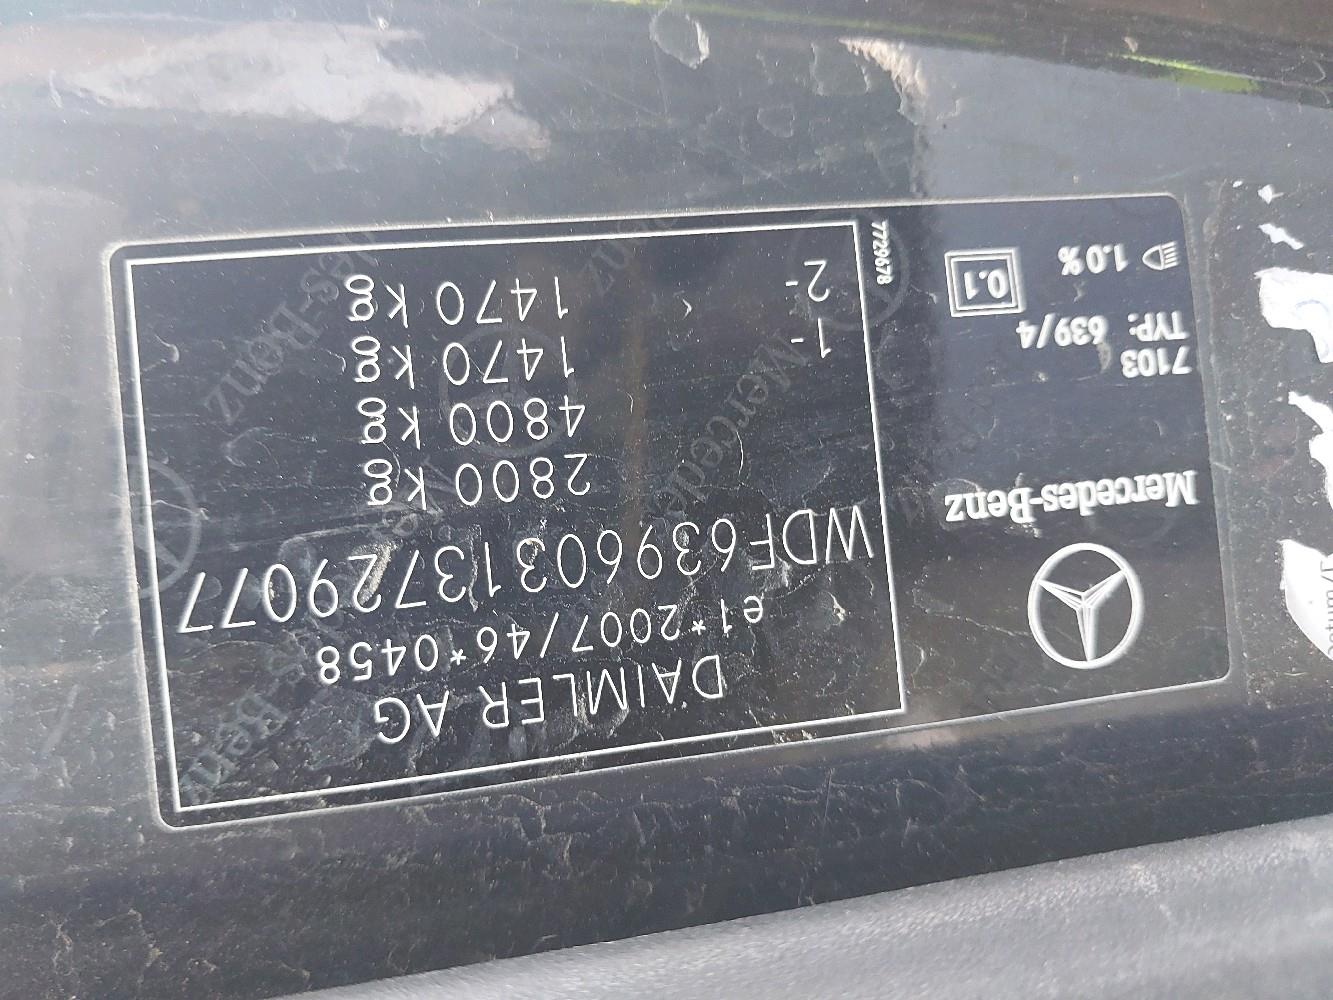 DAIMLER AG
e1*2007/46*0458
WDF63960313729077
2800 kg
4800 kg
1- 1470 kg
2- 1470 kg
Mercedes-Benz
7103
TYP: 639/4
0.1 1.0%
7729678